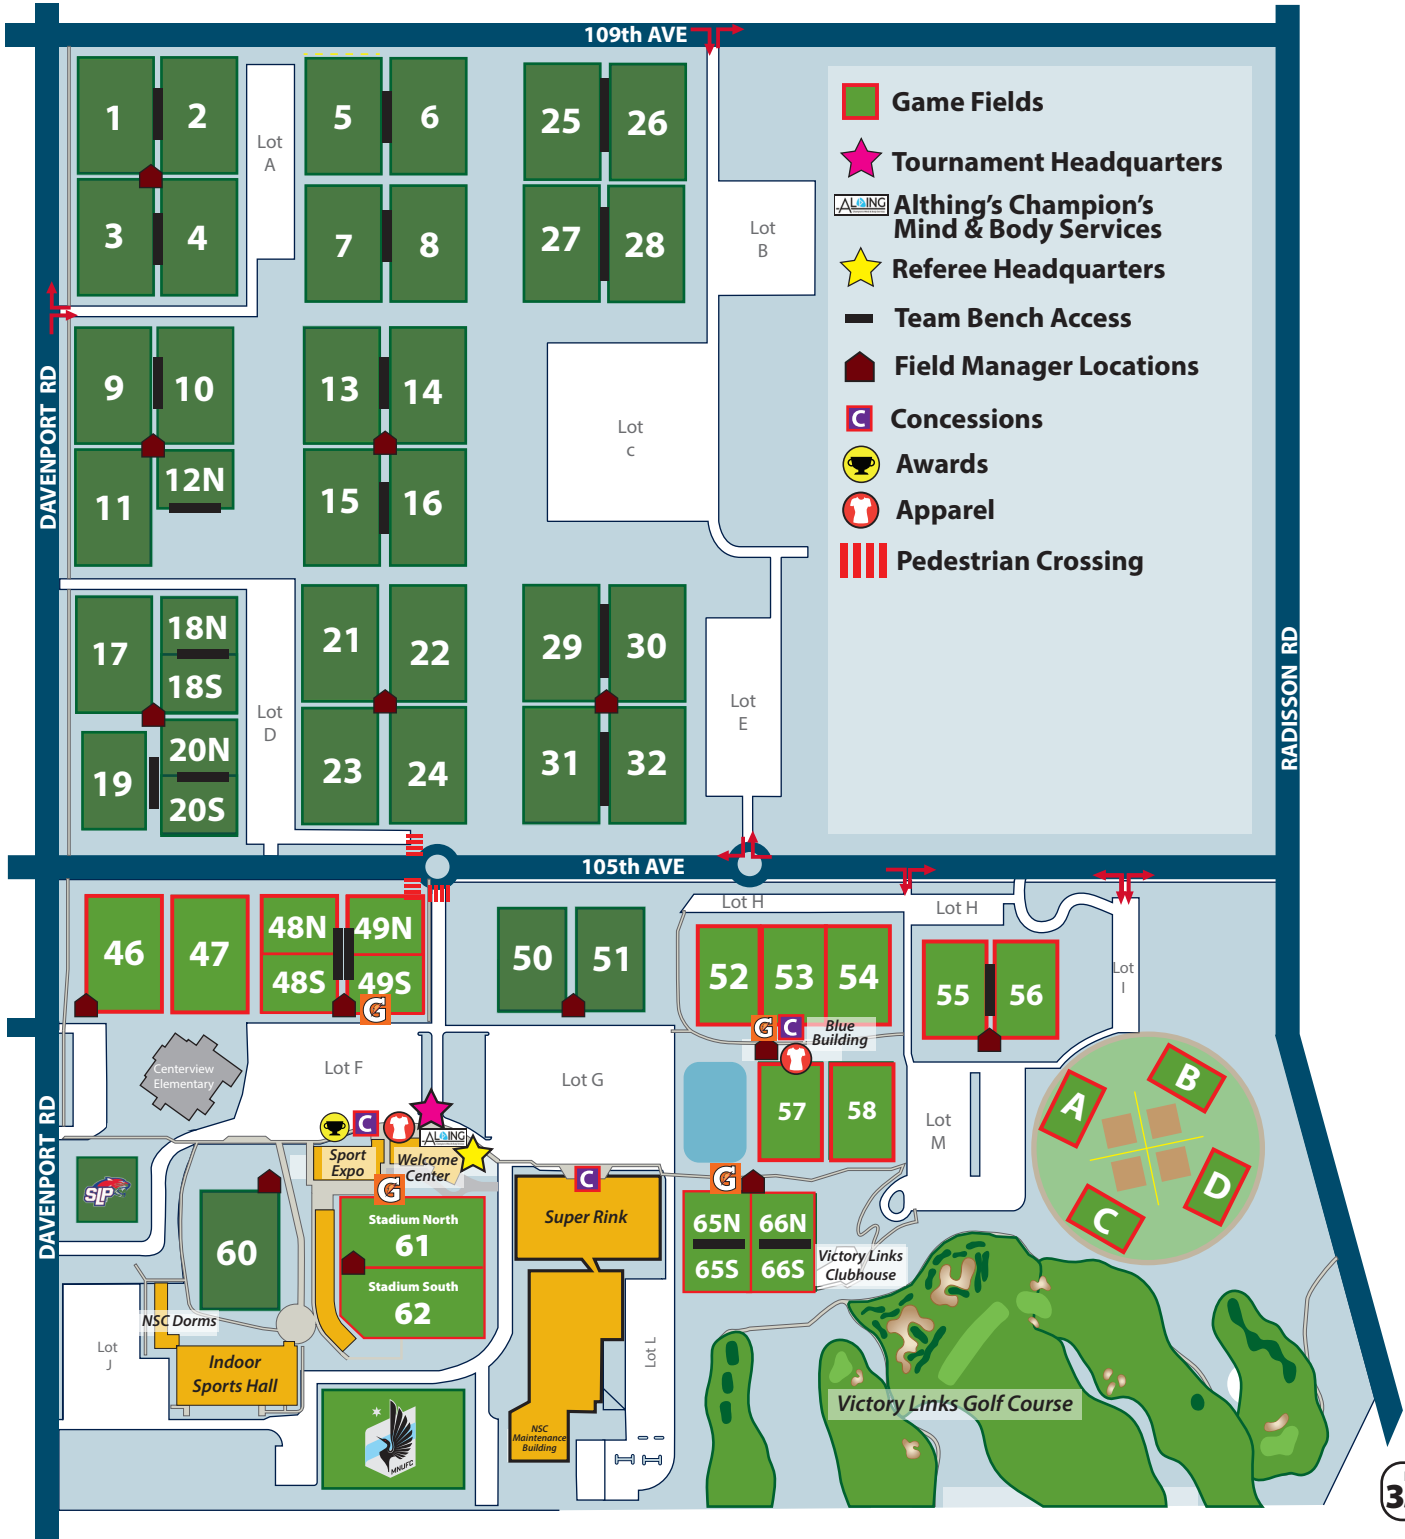 109th AVE
1
2
3
4
Lot
A
5
6
7
8
25
26
27
28
Lot
B
Game Fields
Tournament Headquarters
ALTHING
Althing's Champion's
Mind & Body Services
Referee Headquarters
Team Bench Access
Field Manager Locations
C
Concessions
Awards
Apparel
Pedestrian Crossing
DAVENPORT RD
9
10
11
12N
13
14
15
16
Lot
c
17
18N
18S
19
20N
20S
Lot
D
21
22
23
24
29
30
31
32
Lot
E
RADISSON RD
105th AVE
46
47
48N
48S
49N
49S
G
50
51
Lot H
Lot H
52
53
54
55
56
Lot
I
G
C
Blue
Building
57
58
Lot
M
A
B
C
D
Centerview
Elementary
Lot F
Lot G
C
ALTHING
Sport
Expo
Welcome
Center
G
DAVENPORT RD
SLP
60
Stadium North
61
Stadium South
62
C
Super Rink
G
65N
65S
66N
66S
Victory Links
Clubhouse
NSC Dorms
Lot
J
Indoor
Sports Hall
MNUFC
NSC
Maintenance
Building
Lot L
Victory Links Golf Course